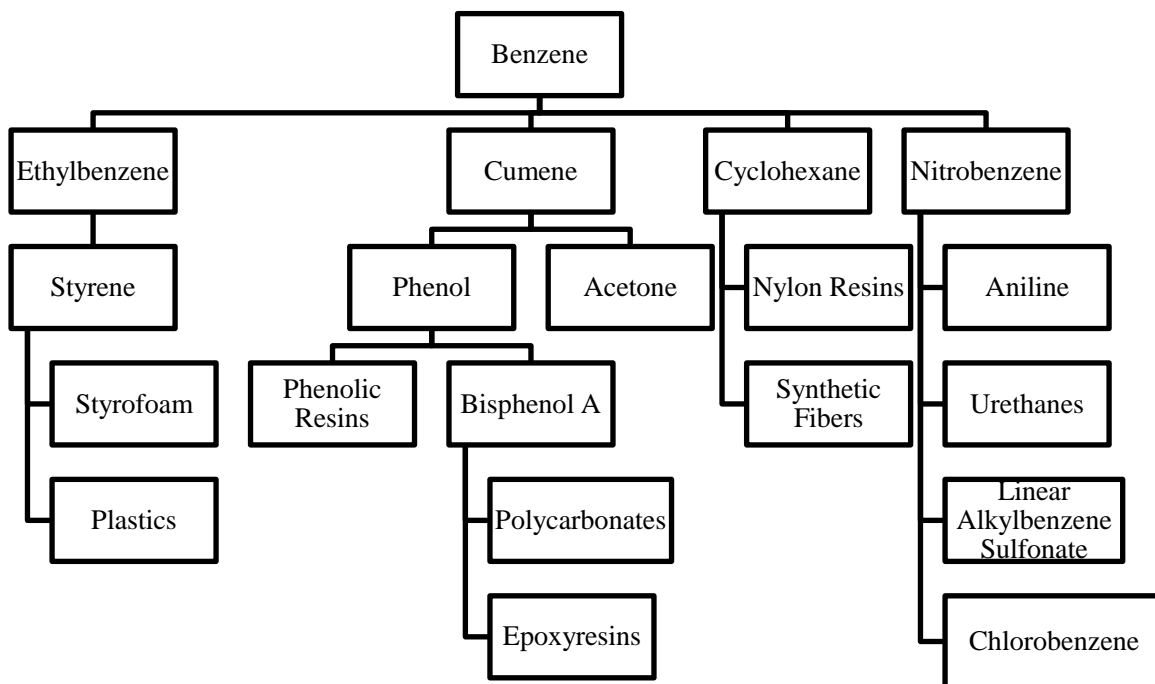 Benzene
Ethylbenzene
Cumene
Cyclohexane
Nitrobenzene
Styrene
Phenol
Acetone
Nylon Resins
Aniline
Styrofoam
Phenolic
Resins
Bisphenol A
Synthetic
Fibers
Urethanes
Plastics
Polycarbonates
Linear
Alkylbenzene
Sulfonate
Epoxyresins
Chlorobenzene